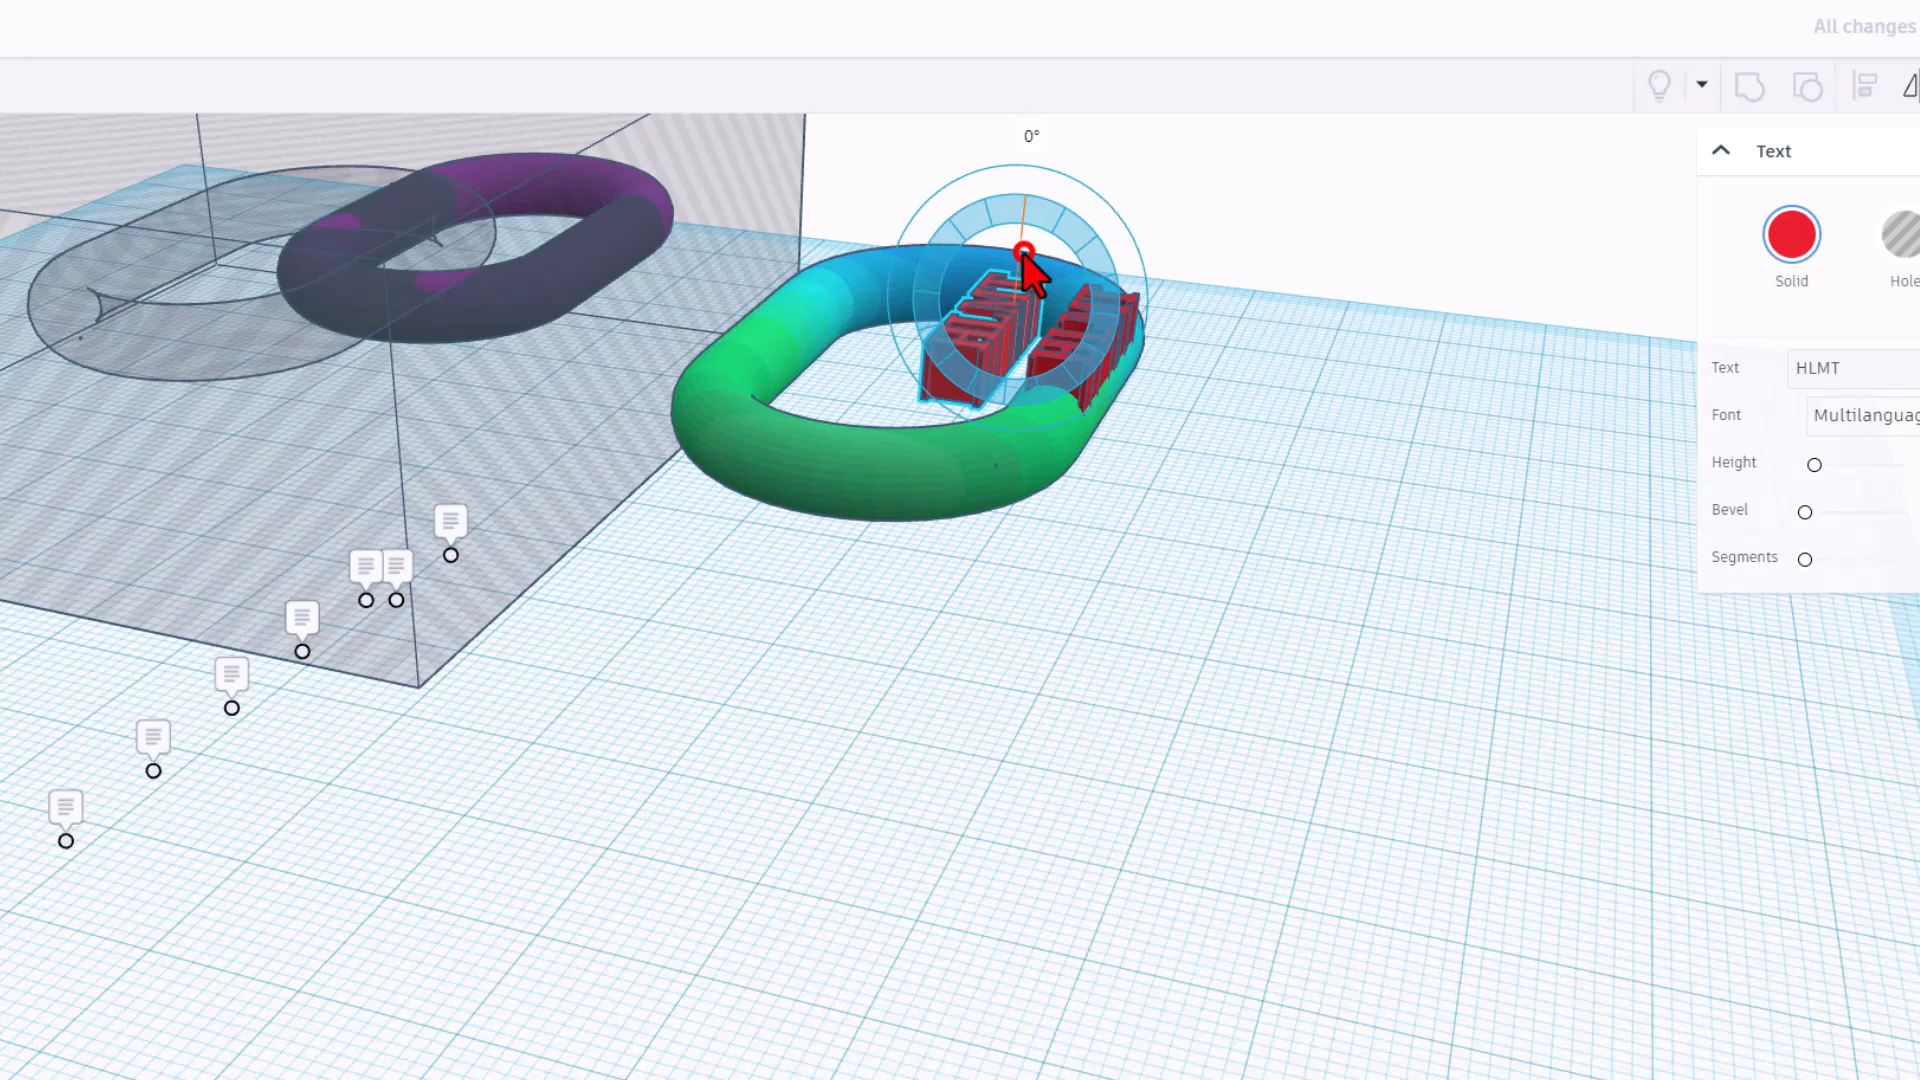 All changes
0°
Text
Solid
Hole
Text
HLMT
Font
Multilanguag
Height
Bevel
Segments